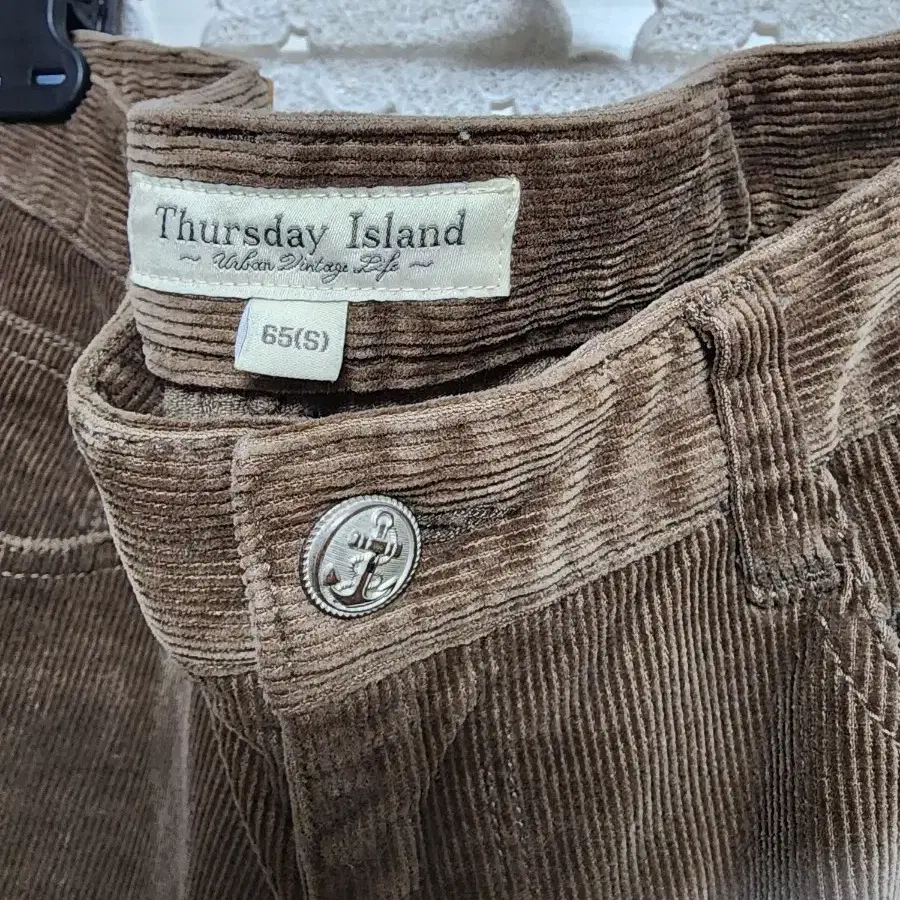 Thursday Island
~ Urban Vintage Life ~
65(S)